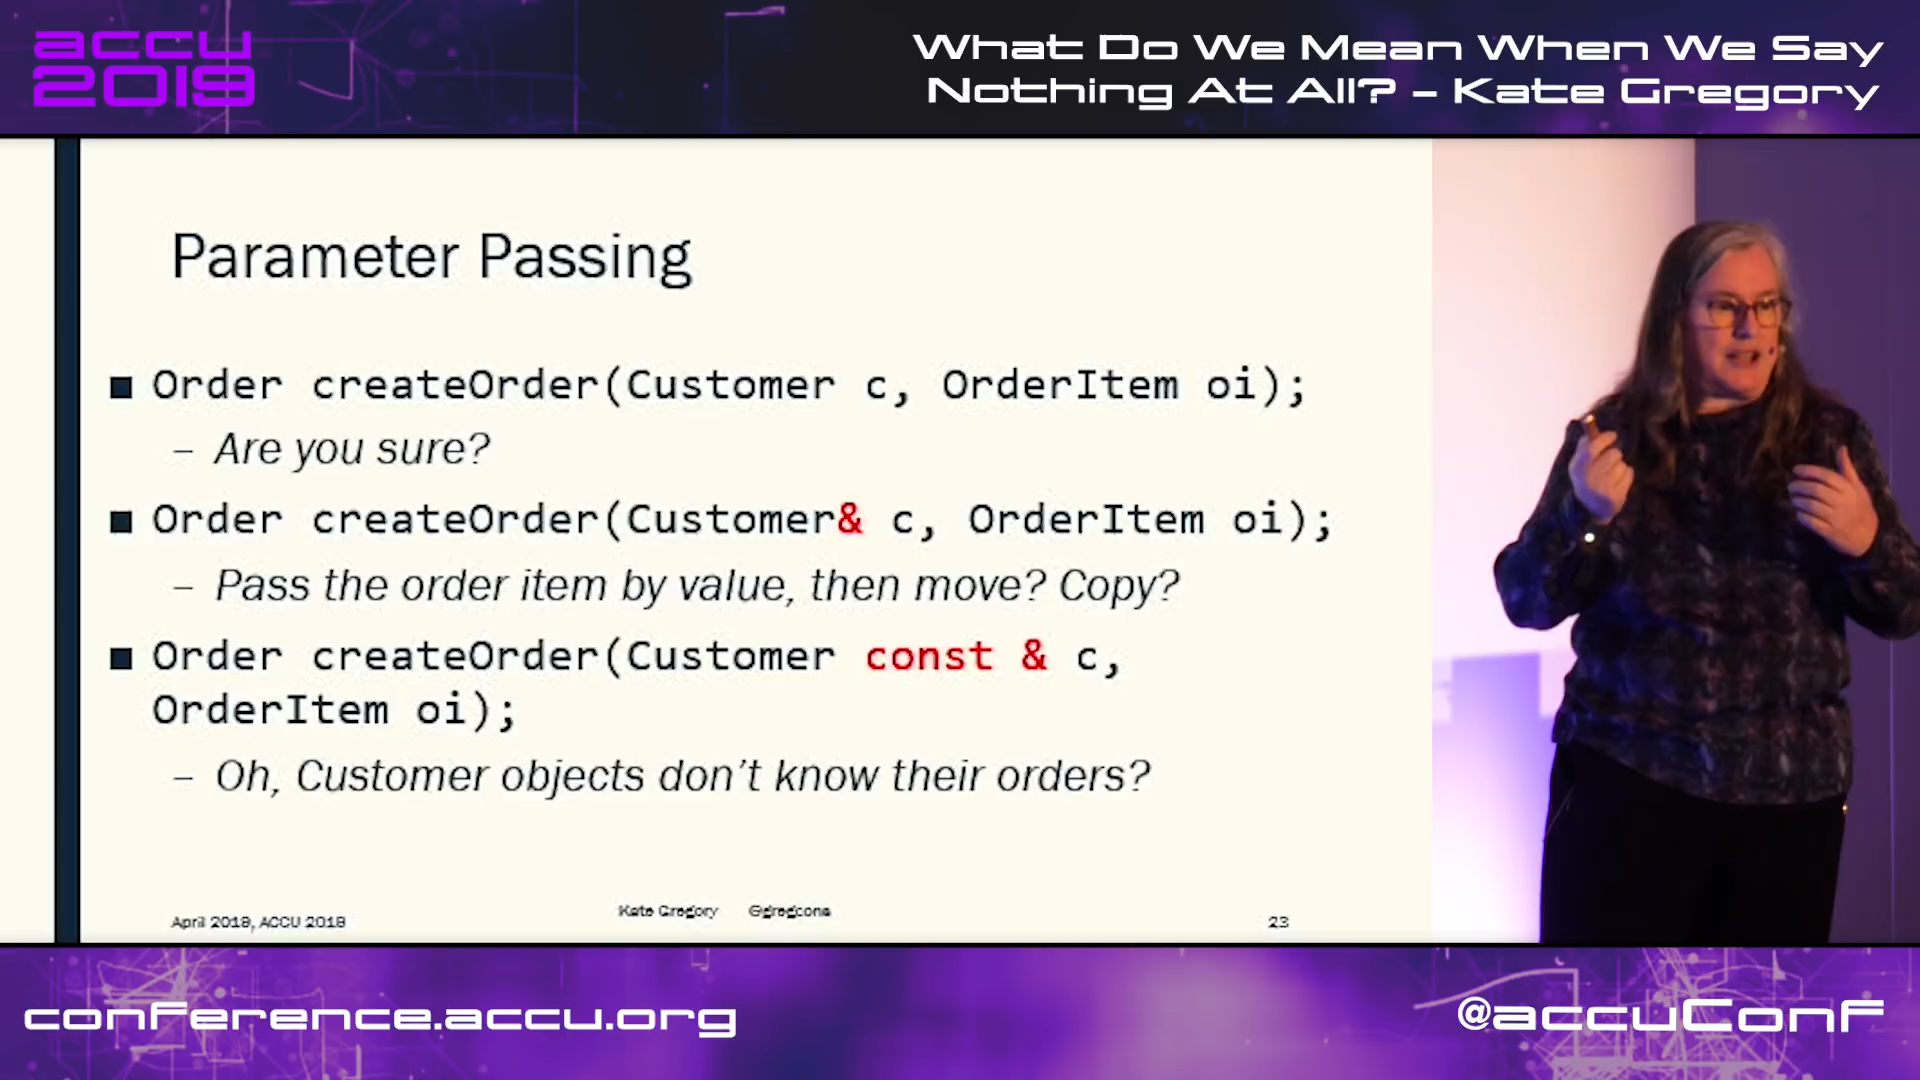 accu
2019
What Do We Mean When We Say
Nothing At All? – Kate Gregory
Parameter Passing
■ Order createOrder(Customer c, OrderItem oi);
– Are you sure?
■ Order createOrder(Customer& c, OrderItem oi);
– Pass the order item by value, then move? Copy?
■ Order createOrder(Customer const & c,
OrderItem oi);
– Oh, Customer objects don't know their orders?
April 2019, ACCU 2019
Kate Gregory @gregcons
23
conference.accu.org
@accuConf